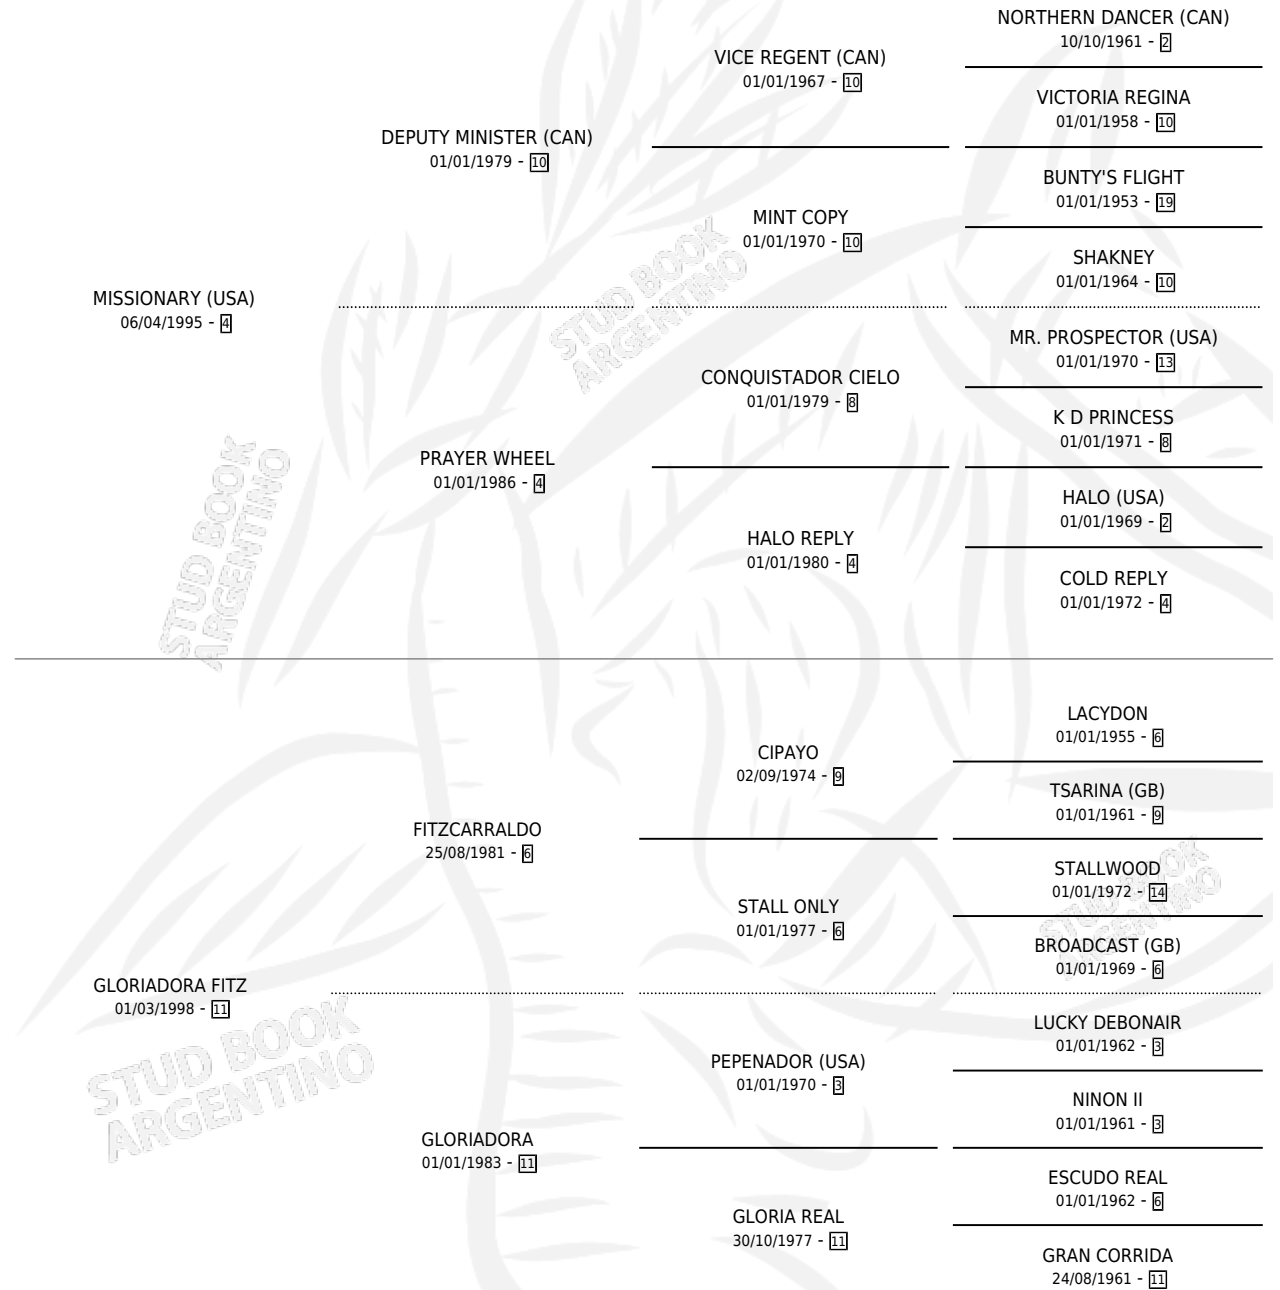 NORTHERN DANCER (CAN)
10/10/1961 - 2
VICE REGENT (CAN)
01/01/1967 - 10
VICTORIA REGINA
01/01/1958 - 10
DEPUTY MINISTER (CAN)
01/01/1979 - 10
BUNTY'S FLIGHT
01/01/1953 - 19
MINT COPY
01/01/1970 - 10
SHAKNEY
01/01/1964 - 10
MISSIONARY (USA)
06/04/1995 - 4
MR. PROSPECTOR (USA)
01/01/1970 - 13
CONQUISTADOR CIELO
01/01/1979 - 8
K D PRINCESS
01/01/1971 - 8
PRAYER WHEEL
01/01/1986 - 4
HALO (USA)
01/01/1969 - 2
HALO REPLY
01/01/1980 - 4
COLD REPLY
01/01/1972 - 4
LACYDON
01/01/1955 - 6
CIPAYO
02/09/1974 - 9
TSARINA (GB)
01/01/1961 - 9
FITZCARRALDO
25/08/1981 - 6
STALLWOOD
01/01/1972 - 14
STALL ONLY
01/01/1977 - 6
BROADCAST (GB)
01/01/1969 - 6
GLORIADORA FITZ
01/03/1998 - 11
LUCKY DEBONAIR
01/01/1962 - 3
PEPENADOR (USA)
01/01/1970 - 3
NINON II
01/01/1961 - 3
GLORIADORA
01/01/1983 - 11
ESCUDO REAL
01/01/1962 - 6
GLORIA REAL
30/10/1977 - 11
GRAN CORRIDA
24/08/1961 - 11
STUD BOOK
ARGENTINO
STUD BOOK
ARGENTINO
STUD BOOK
ARGENTINO
STUD BOOK
ARGENTINO